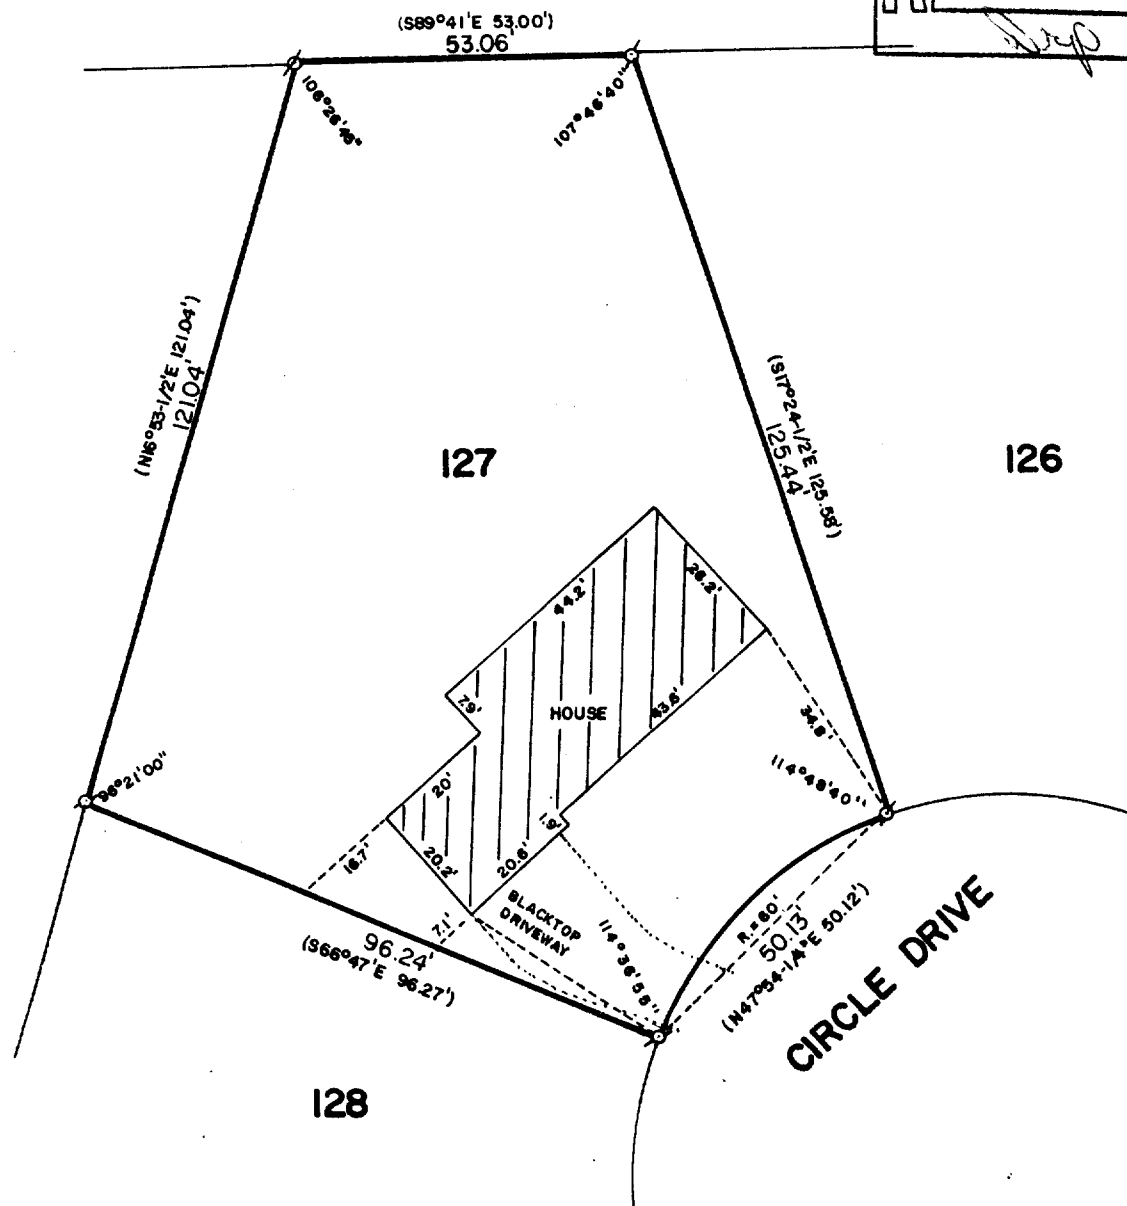 (S89°41'E 53.00')
53.06'
106°26'45"
107°46'40"
(N16°53-1/2'E 121.04')
121.04'
(S17°24-1/2'E 125.58')
125.44'
127
126
44.2'
26.2'
7.9'
HOUSE
43.6'
34.8'
96°21'00"
20'
114°48'40"
1.9'
16.7'
20.2'
20.6'
BLACKTOP
DRIVEWAY
7.1'
114°36'55"
R.=60'
50.13'
(N47°54-1/4'E 50.12')
96.24'
(S66°47'E 96.27')
CIRCLE DRIVE
128